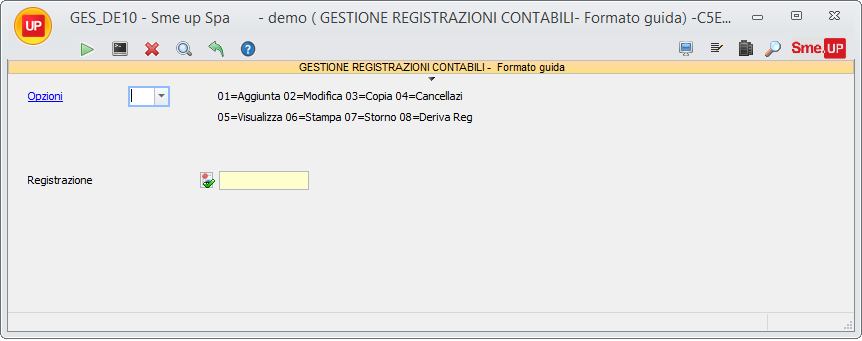 UP
GES_DE10 - Sme up Spa - demo ( GESTIONE REGISTRAZIONI CONTABILI- Formato guida) -C5E...
Sme.UP
GESTIONE REGISTRAZIONI CONTABILI - Formato guida
Opzioni
01=Aggiunta 02=Modifica 03=Copia 04=Cancellazi
05=Visualizza 06=Stampa 07=Storno 08=Deriva Reg
Registrazione